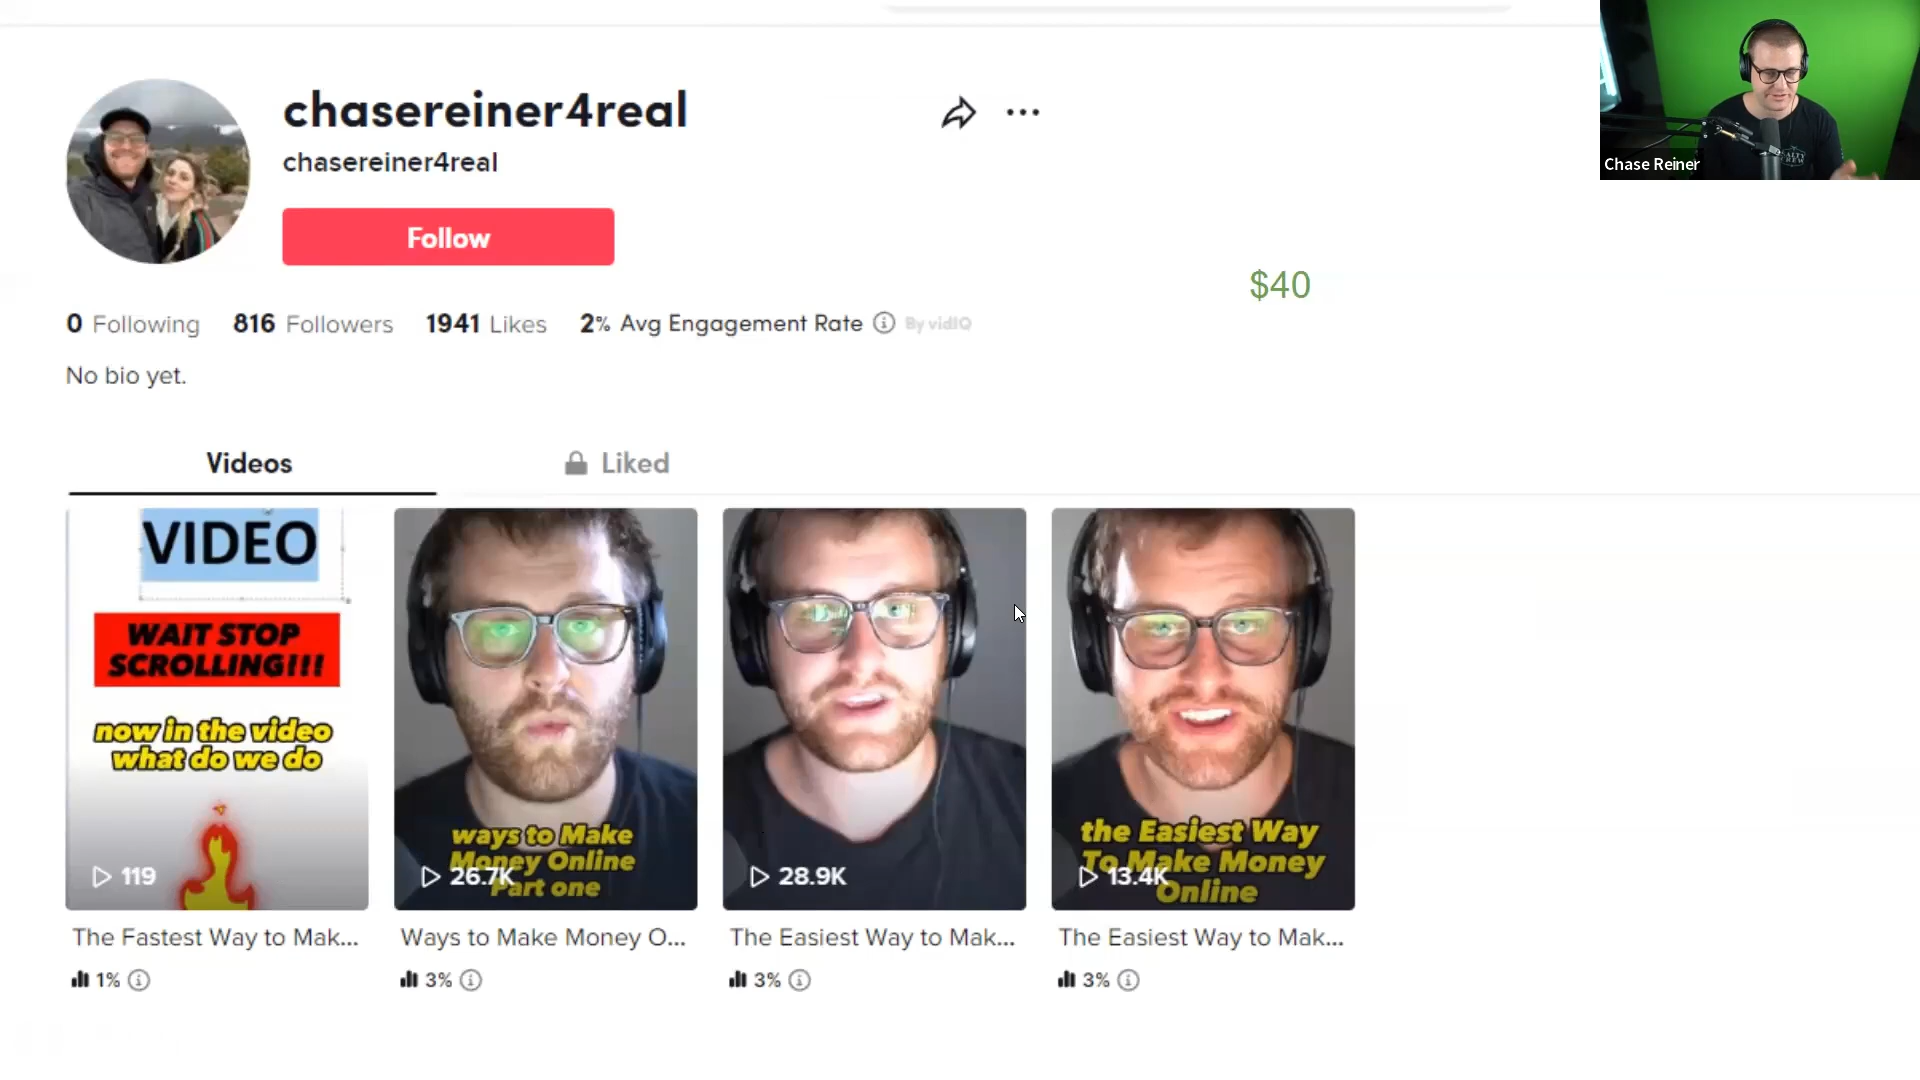 chasereiner4real
chasereiner4real
Follow
0 Following 816 Followers 1941 Likes 2% Avg Engagement Rate By vidIQ
No bio yet.
$40
Chase Reiner
Videos Liked
VIDEO
WAIT STOP
SCROLLING!!!
now in the video
what do we do
119
ways to Make
Money Online
Part one
26.7K
28.9K
the Easiest Way
To Make Money
Online
13.4K
The Fastest Way to Mak...
Ways to Make Money O...
The Easiest Way to Mak...
The Easiest Way to Mak...
1%
3%
3%
3%